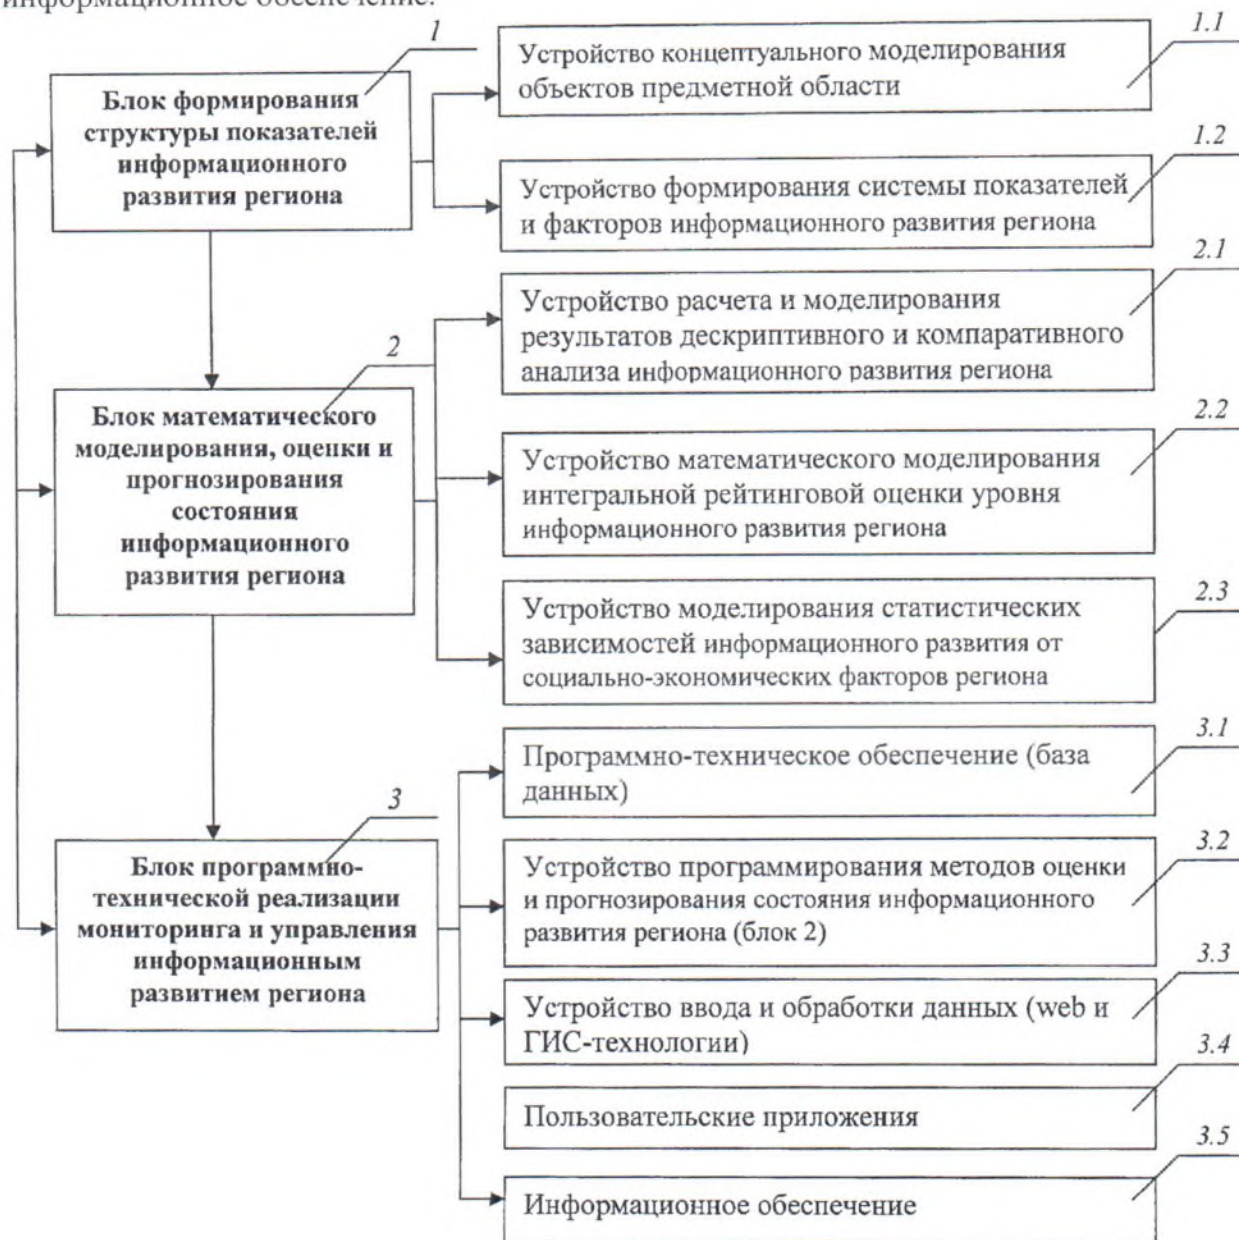 информационное обеспечение.
1
Блок формирования
структуры показателей
информационного
развития региона
1.1
Устройство концептуального моделирования
объектов предметной области
1.2
Устройство формирования системы показателей
и факторов информационного развития региона
2
Блок математического
моделирования, оценки и
прогнозирования
состояния
информационного
развития региона
2.1
Устройство расчета и моделирования
результатов дескриптивного и компаративного
анализа информационного развития региона
2.2
Устройство математического моделирования
интегральной рейтинговой оценки уровня
информационного развития региона
2.3
Устройство моделирования статистических
зависимостей информационного развития от
социально-экономических факторов региона
3
Блок программно-
технической реализации
мониторинга и управления
информационным
развитием региона
3.1
Программно-техническое обеспечение (база
данных)
3.2
Устройство программирования методов оценки
и прогнозирования состояния информационного
развития региона (блок 2)
3.3
Устройство ввода и обработки данных (web и
ГИС-технологии)
3.4
Пользовательские приложения
3.5
Информационное обеспечение